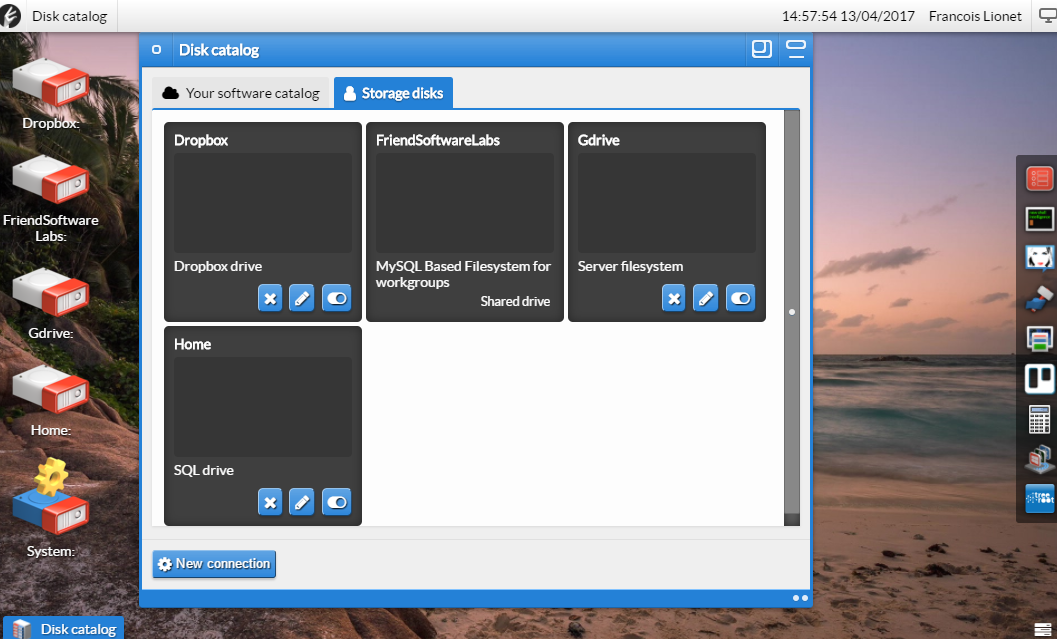 Disk catalog
14:57:54 13/04/2017 Francois Lionet
Disk catalog
Your software catalog
Storage disks
Dropbox
Dropbox drive
FriendSoftwareLabs
MySQL Based Filesystem for
workgroups
Shared drive
Gdrive
Server filesystem
Home
SQL drive
New connection
Dropbox:
FriendSoftware
Labs:
Gdrive:
Home:
System:
tree
root
Disk catalog